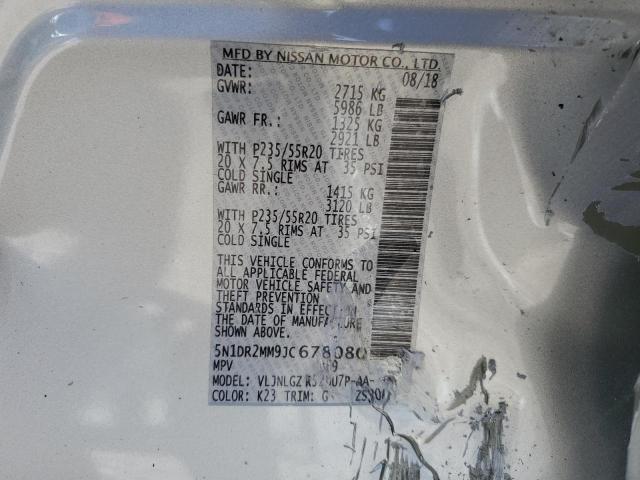 MFD BY NISSAN MOTOR CO., LTD.
DATE: 08/18
GVWR: 2715 KG
5986 LB
GAWR FR.: 1325 KG
2921 LB
WITH P235/55R20 TIRES
20 X 7.5 RIMS AT 35 PSI
COLD SINGLE
GAWR RR.: 1415 KG
3120 LB
WITH P235/55R20 TIRES
20 X 7.5 RIMS AT 35 PSI
COLD SINGLE
THIS VEHICLE CONFORMS TO
ALL APPLICABLE FEDERAL
MOTOR VEHICLE SAFETY AND
THEFT PREVENTION
STANDARDS IN EFFECT ON
THE DATE OF MANUFACTURE
SHOWN ABOVE.
5N1DR2MM9JC678080
MPV
MODEL:
COLOR: K23 TRIM: G